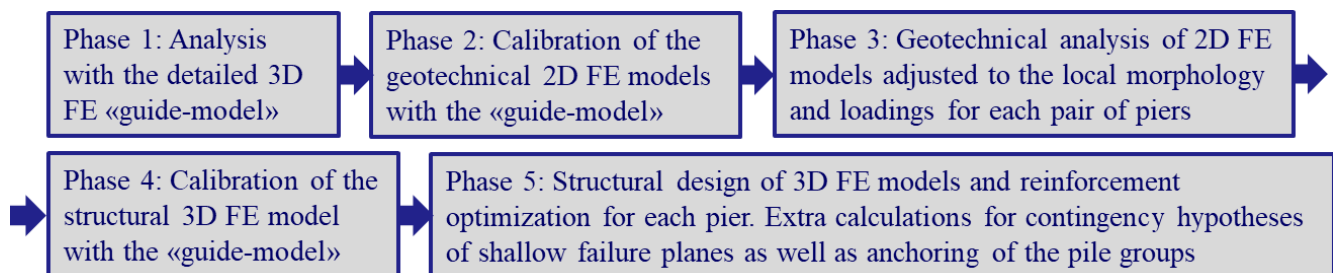 Phase 1: Analysis
with the detailed 3D
FE «guide-model»
Phase 2: Calibration of the
geotechnical 2D FE models
with the «guide-model»
Phase 3: Geotechnical analysis of 2D FE
models adjusted to the local morphology
and loadings for each pair of piers
Phase 4: Calibration of the
structural 3D FE model
with the «guide-model»
Phase 5: Structural design of 3D FE models and reinforcement
optimization for each pier. Extra calculations for contingency hypotheses
of shallow failure planes as well as anchoring of the pile groups